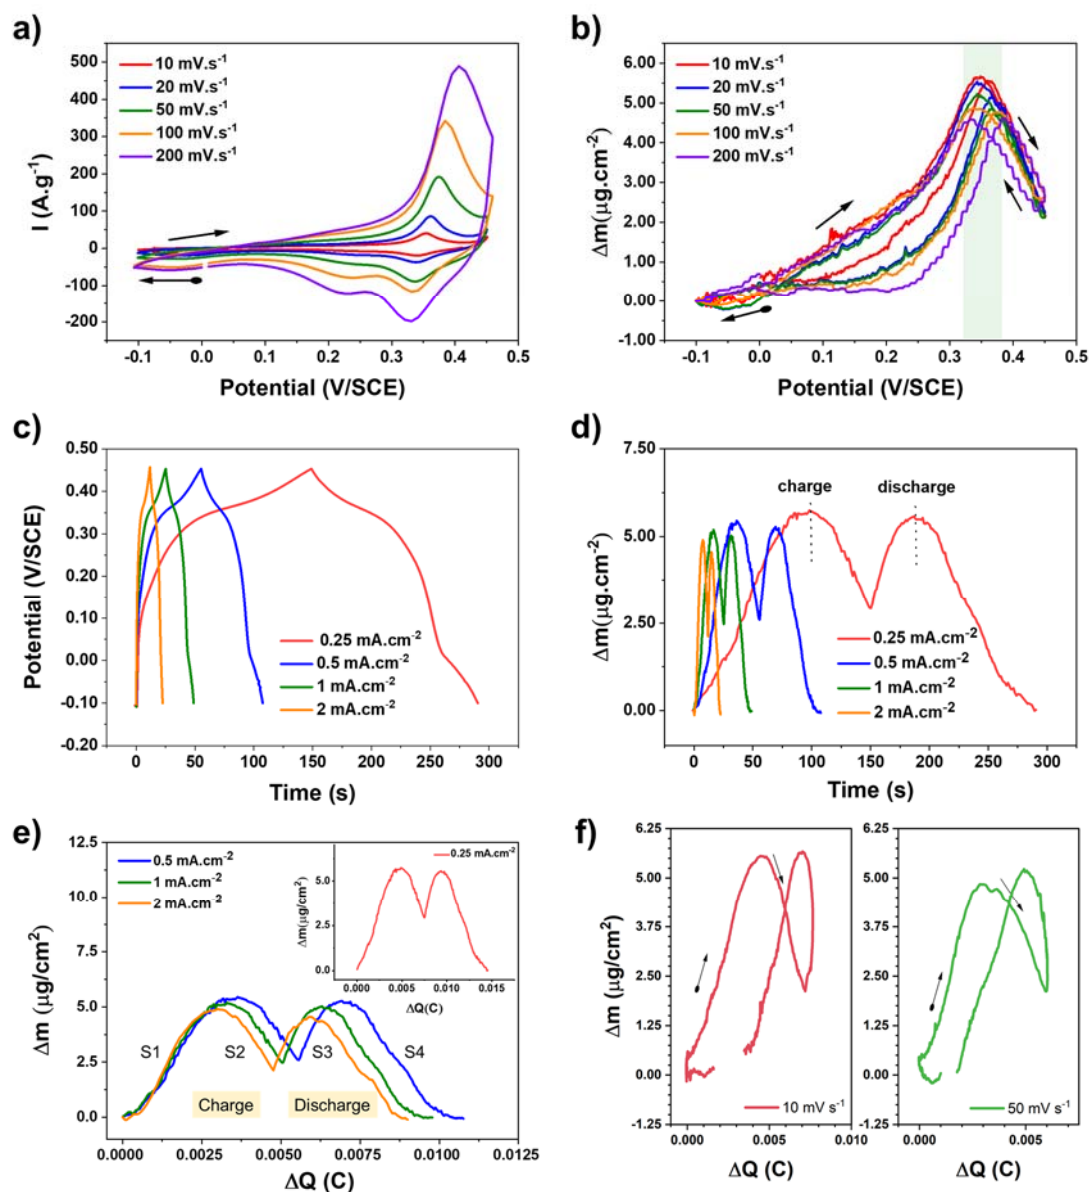 a)
10 mV.s⁻¹
20 mV.s⁻¹
50 mV.s⁻¹
100 mV.s⁻¹
200 mV.s⁻¹
I (A.g⁻¹)
500
400
300
200
100
0
-100
-200
-0.1 0.0 0.1 0.2 0.3 0.4 0.5
Potential (V/SCE)
b)
10 mV.s⁻¹
20 mV.s⁻¹
50 mV.s⁻¹
100 mV.s⁻¹
200 mV.s⁻¹
Δm(µg.cm⁻²)
6.00
5.00
4.00
3.00
2.00
1.00
0.00
-1.00
-0.1 0.0 0.1 0.2 0.3 0.4 0.5
Potential (V/SCE)
c)
Potential (V/SCE)
0.50
0.40
0.30
0.20
0.10
0.00
-0.10
-0.20
0.25 mA.cm⁻²
0.5 mA.cm⁻²
1 mA.cm⁻²
2 mA.cm⁻²
0 50 100 150 200 250 300
Time (s)
d)
Δm(µg.cm⁻²)
7.50
5.00
2.50
0.00
charge discharge
0.25 mA.cm⁻²
0.5 mA.cm⁻²
1 mA.cm⁻²
2 mA.cm⁻²
0 50 100 150 200 250 300
Time (s)
e)
Δm (µg/cm²)
12.5
10.0
7.5
5.0
2.5
0.0
0.5 mA.cm⁻²
1 mA.cm⁻²
2 mA.cm⁻²
0.25 mA.cm⁻²
Δm(µg/cm²)
5.0
2.5
0.0
0.000 0.005 0.010 0.015
ΔQ(C)
S1 S2 S3 S4
Charge Discharge
0.0000 0.0025 0.0050 0.0075 0.0100 0.0125
ΔQ (C)
f)
Δm (µg/cm²)
6.25
5.00
3.75
2.50
1.25
0.00
-1.25
10 mV s⁻¹
0.000 0.005 0.010
ΔQ (C)
6.25
5.00
3.75
2.50
1.25
0.00
-1.25
50 mV s⁻¹
0.000 0.005
ΔQ (C)